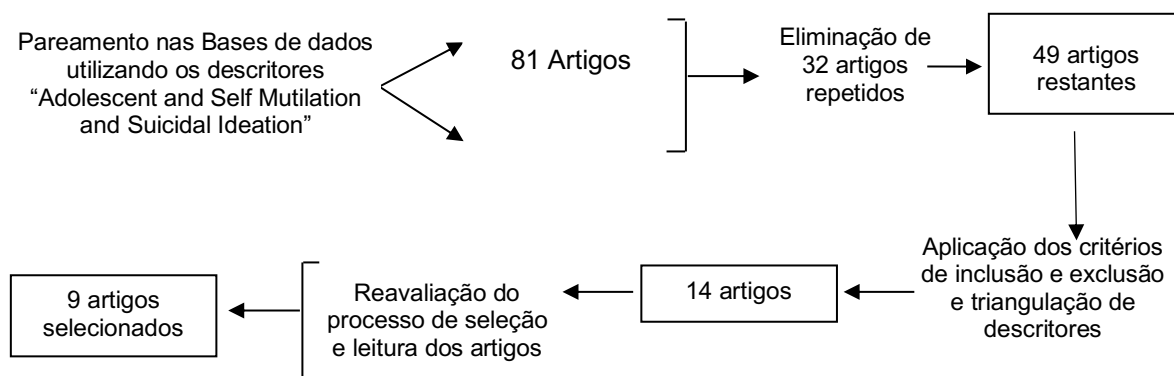 Pareamento nas Bases de dados
utilizando os descritores
“Adolescent and Self Mutilation
and Suicidal Ideation”
81 Artigos
Eliminação de
32 artigos
repetidos
49 artigos
restantes
Aplicação dos critérios
de inclusão e exclusão
e triangulação de
descritores
14 artigos
Reavaliação do
processo de seleção
e leitura dos artigos
9 artigos
selecionados